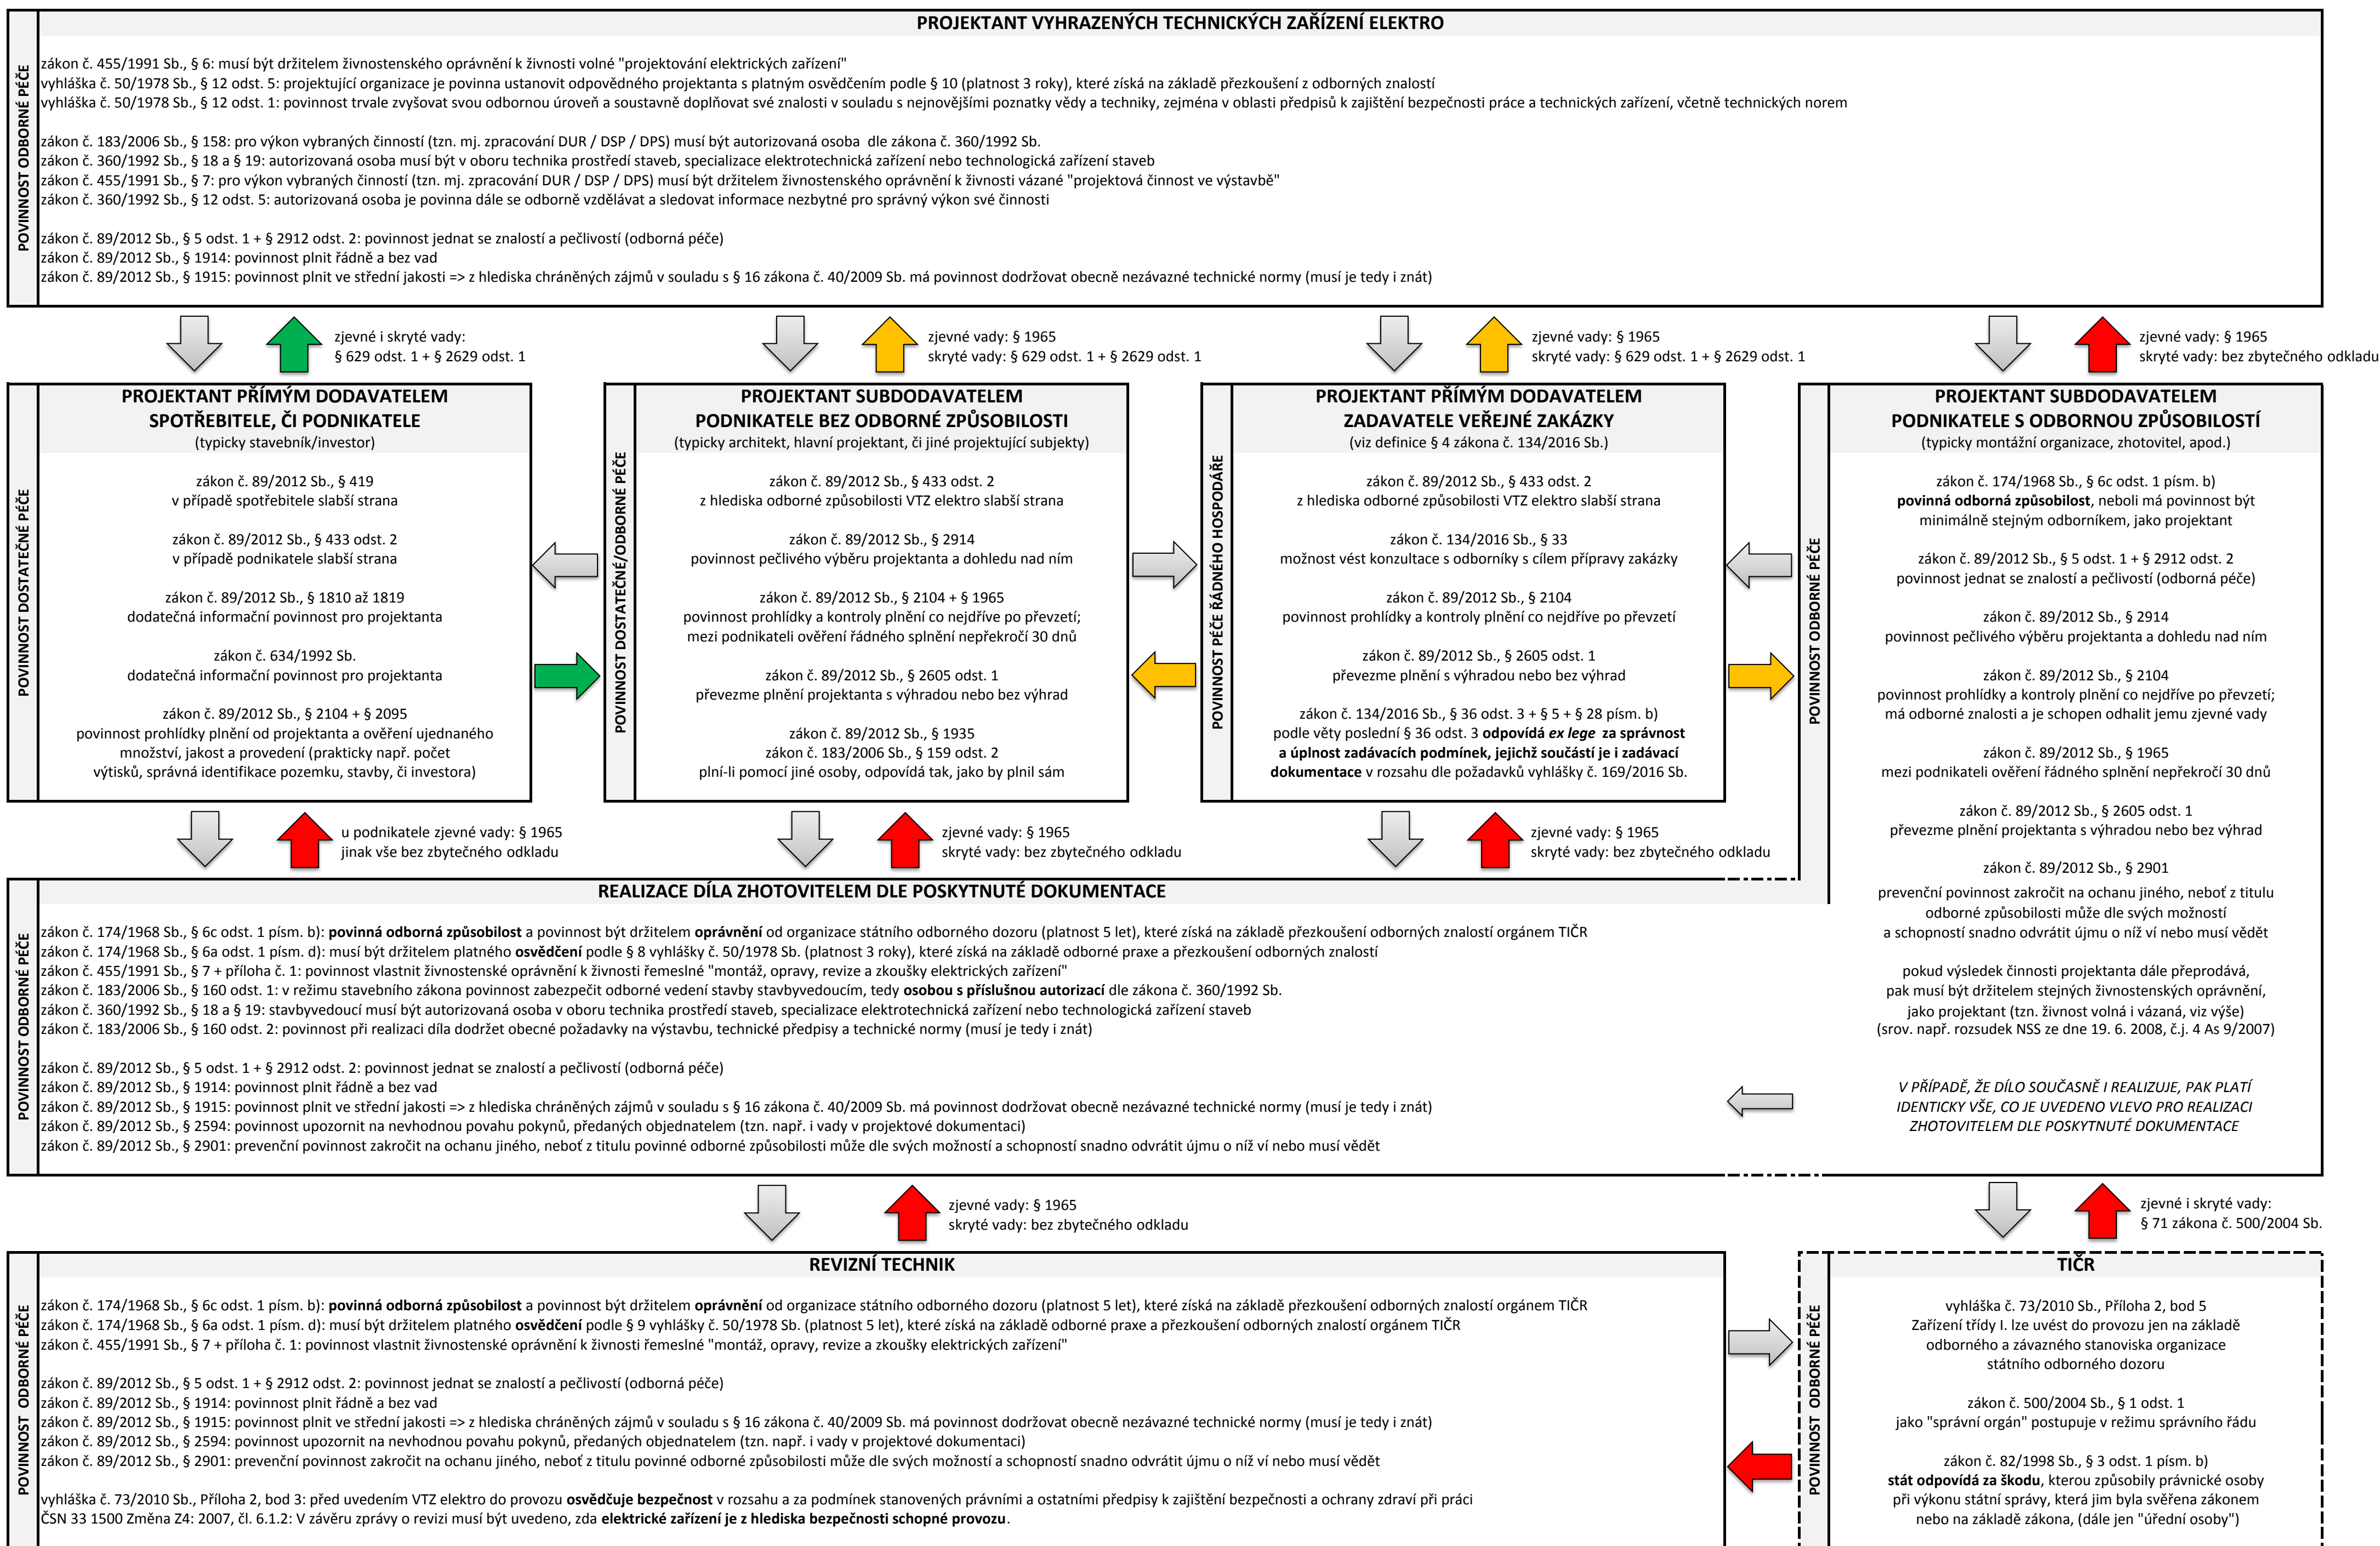 PROJEKTANT VYHRAZENÝCH TECHNICKÝCH ZAŘÍZENÍ ELEKTRO
POVINNOST ODBORNÉ PÉČE
zákon č. 455/1991 Sb., § 6: musí být držitelem živnostenského oprávnění k živnosti volné "projektování elektrických zařízení"
vyhláška č. 50/1978 Sb., § 12 odst. 5: projektující organizace je povinna ustanovit odpovědného projektanta s platným osvědčením podle § 10 (platnost 3 roky), které získá na základě přezkoušení z odborných znalostí
vyhláška č. 50/1978 Sb., § 12 odst. 1: povinnost trvale zvyšovat svou odbornou úroveň a soustavně doplňovat své znalosti v souladu s nejnovějšími poznatky vědy a techniky, zejména v oblasti předpisů k zajištění bezpečnosti práce a technických zařízení, včetně technických norem
zákon č. 183/2006 Sb., § 158: pro výkon vybraných činností (tzn. mj. zpracování DUR / DSP / DPS) musí být autorizovaná osoba dle zákona č. 360/1992 Sb.
zákon č. 360/1992 Sb., § 18 a § 19: autorizovaná osoba musí být v oboru technika prostředí staveb, specializace elektrotechnická zařízení nebo technologická zařízení staveb
zákon č. 455/1991 Sb., § 7: pro výkon vybraných činností (tzn. mj. zpracování DUR / DSP / DPS) musí být držitelem živnostenského oprávnění k živnosti vázané "projektová činnost ve výstavbě"
zákon č. 360/1992 Sb., § 12 odst. 5: autorizovaná osoba je povinna dále se odborně vzdělávat a sledovat informace nezbytné pro správný výkon své činnosti
zákon č. 89/2012 Sb., § 5 odst. 1 + § 2912 odst. 2: povinnost jednat se znalostí a pečlivostí (odborná péče)
zákon č. 89/2012 Sb., § 1914: povinnost plnit řádně a bez vad
zákon č. 89/2012 Sb., § 1915: povinnost plnit ve střední jakosti => z hlediska chráněných zájmů v souladu s § 16 zákona č. 40/2009 Sb. má povinnost dodržovat obecně nezávazné technické normy (musí je tedy i znát)
zjevné i skryté vady:
§ 629 odst. 1 + § 2629 odst. 1
zjevné vady: § 1965
skryté vady: § 629 odst. 1 + § 2629 odst. 1
zjevné vady: § 1965
skryté vady: § 629 odst. 1 + § 2629 odst. 1
zjevné vady: § 1965
skryté vady: bez zbytečného odkladu
POVINNOST DOSTATEČNÉ PÉČE
PROJEKTANT PŘÍMÝM DODAVATELEM
SPOTŘEBITELE, ČI PODNIKATELE
(typicky stavebník/investor)
zákon č. 89/2012 Sb., § 419
v případě spotřebitele slabší strana
zákon č. 89/2012 Sb., § 433 odst. 2
v případě podnikatele slabší strana
zákon č. 89/2012 Sb., § 1810 až 1819
dodatečná informační povinnost pro projektanta
zákon č. 634/1992 Sb.
dodatečná informační povinnost pro projektanta
zákon č. 89/2012 Sb., § 2104 + § 2095
povinnost prohlídky plnění od projektanta a ověření ujednaného
množství, jakost a provedení (prakticky např. počet
výtisků, správná identifikace pozemku, stavby, či investora)
POVINNOST DOSTATEČNÉ/ODBORNÉ PÉČE
PROJEKTANT SUBDODAVATELEM
PODNIKATELE BEZ ODBORNÉ ZPŮSOBILOSTI
(typicky architekt, hlavní projektant, či jiné projektující subjekty)
zákon č. 89/2012 Sb., § 433 odst. 2
z hlediska odborné způsobilosti VTZ elektro slabší strana
zákon č. 89/2012 Sb., § 2914
povinnost pečlivého výběru projektanta a dohledu nad ním
zákon č. 89/2012 Sb., § 2104 + § 1965
povinnost prohlídky a kontroly plnění co nejdříve po převzetí;
mezi podnikateli ověření řádného splnění nepřekročí 30 dnů
zákon č. 89/2012 Sb., § 2605 odst. 1
převezme plnění projektanta s výhradou nebo bez výhrad
zákon č. 89/2012 Sb., § 1935
zákon č. 183/2006 Sb., § 159 odst. 2
plní-li pomocí jiné osoby, odpovídá tak, jako by plnil sám
POVINNOST PÉČE ŘÁDNÉHO HOSPODÁŘE
PROJEKTANT PŘÍMÝM DODAVATELEM
ZADAVATELE VEŘEJNÉ ZAKÁZKY
(viz definice § 4 zákona č. 134/2016 Sb.)
zákon č. 89/2012 Sb., § 433 odst. 2
z hlediska odborné způsobilosti VTZ elektro slabší strana
zákon č. 134/2016 Sb., § 33
možnost vést konzultace s odborníky s cílem přípravy zakázky
zákon č. 89/2012 Sb., § 2104
povinnost prohlídky a kontroly plnění co nejdříve po převzetí
zákon č. 89/2012 Sb., § 2605 odst. 1
převezme plnění s výhradou nebo bez výhrad
zákon č. 134/2016 Sb., § 36 odst. 3 + § 5 + § 28 písm. b)
podle věty poslední § 36 odst. 3 odpovídá ex lege za správnost
a úplnost zadávacích podmínek, jejichž součástí je i zadávací
dokumentace v rozsahu dle požadavků vyhlášky č. 169/2016 Sb.
POVINNOST ODBORNÉ PÉČE
PROJEKTANT SUBDODAVATELEM
PODNIKATELE S ODBORNOU ZPŮSOBILOSTÍ
(typicky montážní organizace, zhotovitel, apod.)
zákon č. 174/1968 Sb., § 6c odst. 1 písm. b)
povinná odborná způsobilost, neboli má povinnost být
minimálně stejným odborníkem, jako projektant
zákon č. 89/2012 Sb., § 5 odst. 1 + § 2912 odst. 2
povinnost jednat se znalostí a pečlivostí (odborná péče)
zákon č. 89/2012 Sb., § 2914
povinnost pečlivého výběru projektanta a dohledu nad ním
zákon č. 89/2012 Sb., § 2104
povinnost prohlídky a kontroly plnění co nejdříve po převzetí;
má odborné znalosti a je schopen odhalit jemu zjevné vady
zákon č. 89/2012 Sb., § 1965
mezi podnikateli ověření řádného splnění nepřekročí 30 dnů
zákon č. 89/2012 Sb., § 2605 odst. 1
převezme plnění projektanta s výhradou nebo bez výhrad
zákon č. 89/2012 Sb., § 2901
prevenční povinnost zakročit na ochanu jiného, neboť z titulu
odborné způsobilosti může dle svých možností
a schopností snadno odvrátit újmu o níž ví nebo musí vědět
pokud výsledek činnosti projektanta dále přeprodává,
pak musí být držitelem stejných živnostenských oprávnění,
jako projektant (tzn. živnost volná i vázaná, viz výše)
(srov. např. rozsudek NSS ze dne 19. 6. 2008, č.j. 4 As 9/2007)
V PŘÍPADĚ, ŽE DÍLO SOUČASNĚ I REALIZUJE, PAK PLATÍ
IDENTICKY VŠE, CO JE UVEDENO VLEVO PRO REALIZACI
ZHOTOVITELEM DLE POSKYTNUTÉ DOKUMENTACE
u podnikatele zjevné vady: § 1965
jinak vše bez zbytečného odkladu
zjevné vady: § 1965
skryté vady: bez zbytečného odkladu
zjevné vady: § 1965
skryté vady: bez zbytečného odkladu
REALIZACE DÍLA ZHOTOVITELEM DLE POSKYTNUTÉ DOKUMENTACE
POVINNOST ODBORNÉ PÉČE
zákon č. 174/1968 Sb., § 6c odst. 1 písm. b): povinná odborná způsobilost a povinnost být držitelem oprávnění od organizace státního odborného dozoru (platnost 5 let), které získá na základě přezkoušení odborných znalostí orgánem TIČR
zákon č. 174/1968 Sb., § 6a odst. 1 písm. d): musí být držitelem platného osvědčení podle § 8 vyhlášky č. 50/1978 Sb. (platnost 3 roky), které získá na základě odborné praxe a přezkoušení odborných znalostí
zákon č. 455/1991 Sb., § 7 + příloha č. 1: povinnost vlastnit živnostenské oprávnění k živnosti řemeslné "montáž, opravy, revize a zkoušky elektrických zařízení"
zákon č. 183/2006 Sb., § 160 odst. 1: v režimu stavebního zákona povinnost zabezpečit odborné vedení stavby stavbyvedoucím, tedy osobou s příslušnou autorizací dle zákona č. 360/1992 Sb.
zákon č. 360/1992 Sb., § 18 a § 19: stavbyvedoucí musí být autorizovaná osoba v oboru technika prostředí staveb, specializace elektrotechnická zařízení nebo technologická zařízení staveb
zákon č. 183/2006 Sb., § 160 odst. 2: povinnost při realizaci díla dodržet obecné požadavky na výstavbu, technické předpisy a technické normy (musí je tedy i znát)
zákon č. 89/2012 Sb., § 5 odst. 1 + § 2912 odst. 2: povinnost jednat se znalostí a pečlivostí (odborná péče)
zákon č. 89/2012 Sb., § 1914: povinnost plnit řádně a bez vad
zákon č. 89/2012 Sb., § 1915: povinnost plnit ve střední jakosti => z hlediska chráněných zájmů v souladu s § 16 zákona č. 40/2009 Sb. má povinnost dodržovat obecně nezávazné technické normy (musí je tedy i znát)
zákon č. 89/2012 Sb., § 2594: povinnost upozornit na nevhodnou povahu pokynů, předaných objednatelem (tzn. např. i vady v projektové dokumentaci)
zákon č. 89/2012 Sb., § 2901: prevenční povinnost zakročit na ochanu jiného, neboť z titulu povinné odborné způsobilosti může dle svých možností a schopností snadno odvrátit újmu o níž ví nebo musí vědět
zjevné vady: § 1965
skryté vady: bez zbytečného odkladu
zjevné i skryté vady:
§ 71 zákona č. 500/2004 Sb.
REVIZNÍ TECHNIK
POVINNOST ODBORNÉ PÉČE
zákon č. 174/1968 Sb., § 6c odst. 1 písm. b): povinná odborná způsobilost a povinnost být držitelem oprávnění od organizace státního odborného dozoru (platnost 5 let), které získá na základě přezkoušení odborných znalostí orgánem TIČR
zákon č. 174/1968 Sb., § 6a odst. 1 písm. d): musí být držitelem platného osvědčení podle § 9 vyhlášky č. 50/1978 Sb. (platnost 5 let), které získá na základě odborné praxe a přezkoušení odborných znalostí orgánem TIČR
zákon č. 455/1991 Sb., § 7 + příloha č. 1: povinnost vlastnit živnostenské oprávnění k živnosti řemeslné "montáž, opravy, revize a zkoušky elektrických zařízení"
zákon č. 89/2012 Sb., § 5 odst. 1 + § 2912 odst. 2: povinnost jednat se znalostí a pečlivostí (odborná péče)
zákon č. 89/2012 Sb., § 1914: povinnost plnit řádně a bez vad
zákon č. 89/2012 Sb., § 1915: povinnost plnit ve střední jakosti => z hlediska chráněných zájmů v souladu s § 16 zákona č. 40/2009 Sb. má povinnost dodržovat obecně nezávazné technické normy (musí je tedy i znát)
zákon č. 89/2012 Sb., § 2594: povinnost upozornit na nevhodnou povahu pokynů, předaných objednatelem (tzn. např. i vady v projektové dokumentaci)
zákon č. 89/2012 Sb., § 2901: prevenční povinnost zakročit na ochanu jiného, neboť z titulu povinné odborné způsobilosti může dle svých možností a schopností snadno odvrátit újmu o níž ví nebo musí vědět
vyhláška č. 73/2010 Sb., Příloha 2, bod 3: před uvedením VTZ elektro do provozu osvědčuje bezpečnost v rozsahu a za podmínek stanovených právními a ostatními předpisy k zajištění bezpečnosti a ochrany zdraví při práci
ČSN 33 1500 Změna Z4: 2007, čl. 6.1.2: V závěru zprávy o revizi musí být uvedeno, zda elektrické zařízení je z hlediska bezpečnosti schopné provozu.
TIČR
POVINNOST ODBORNÉ PÉČE
vyhláška č. 73/2010 Sb., Příloha 2, bod 5
Zařízení třídy I. lze uvést do provozu jen na základě
odborného a závazného stanoviska organizace
státního odborného dozoru
zákon č. 500/2004 Sb., § 1 odst. 1
jako "správní orgán" postupuje v režimu správního řádu
zákon č. 82/1998 Sb., § 3 odst. 1 písm. b)
stát odpovídá za škodu, kterou způsobily právnické osoby
při výkonu státní správy, která jim byla svěřena zákonem
nebo na základě zákona, (dále jen "úřední osoby")